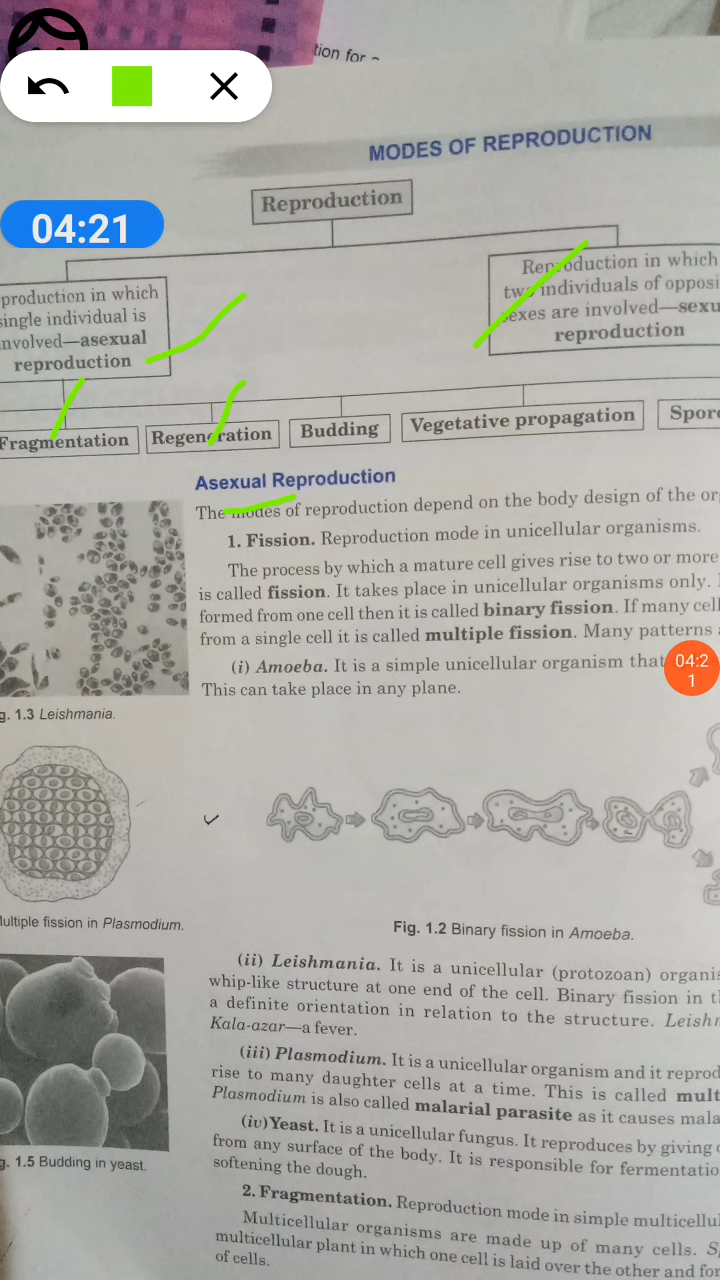 tion for
MODES OF REPRODUCTION
04:21
Reproduction
production in which
single individual is
nvolved—asexual
reproduction
Reproduction in which
two individuals of opposi
sexes are involved—sexu
reproduction
Fragmentation
Regeneration
Budding
Vegetative propagation
Spor
Asexual Reproduction
The modes of reproduction depend on the body design of the or
1. Fission. Reproduction mode in unicellular organisms.
The process by which a mature cell gives rise to two or more
is called fission. It takes place in unicellular organisms only.
formed from one cell then it is called binary fission. If many cell
from a single cell it is called multiple fission. Many patterns
(i) Amoeba. It is a simple unicellular organism that
This can take place in any plane.
04:2
1
g. 1.3 Leishmania.
Multiple fission in Plasmodium.
Fig. 1.2 Binary fission in Amoeba.
(ii) Leishmania. It is a unicellular (protozoan) organis
whip-like structure at one end of the cell. Binary fission in t
a definite orientation in relation to the structure. Leishm
Kala-azar—a fever.
(iii) Plasmodium. It is a unicellular organism and it reprod
rise to many daughter cells at a time. This is called mult
Plasmodium is also called malarial parasite as it causes mala
(iv) Yeast. It is a unicellular fungus. It reproduces by giving
from any surface of the body. It is responsible for fermentatio
softening the dough.
g. 1.5 Budding in yeast.
2. Fragmentation. Reproduction mode in simple multicellul
Multicellular organisms are made up of many cells. Sp
multicellular plant in which one cell is laid over the other and for
of cells.